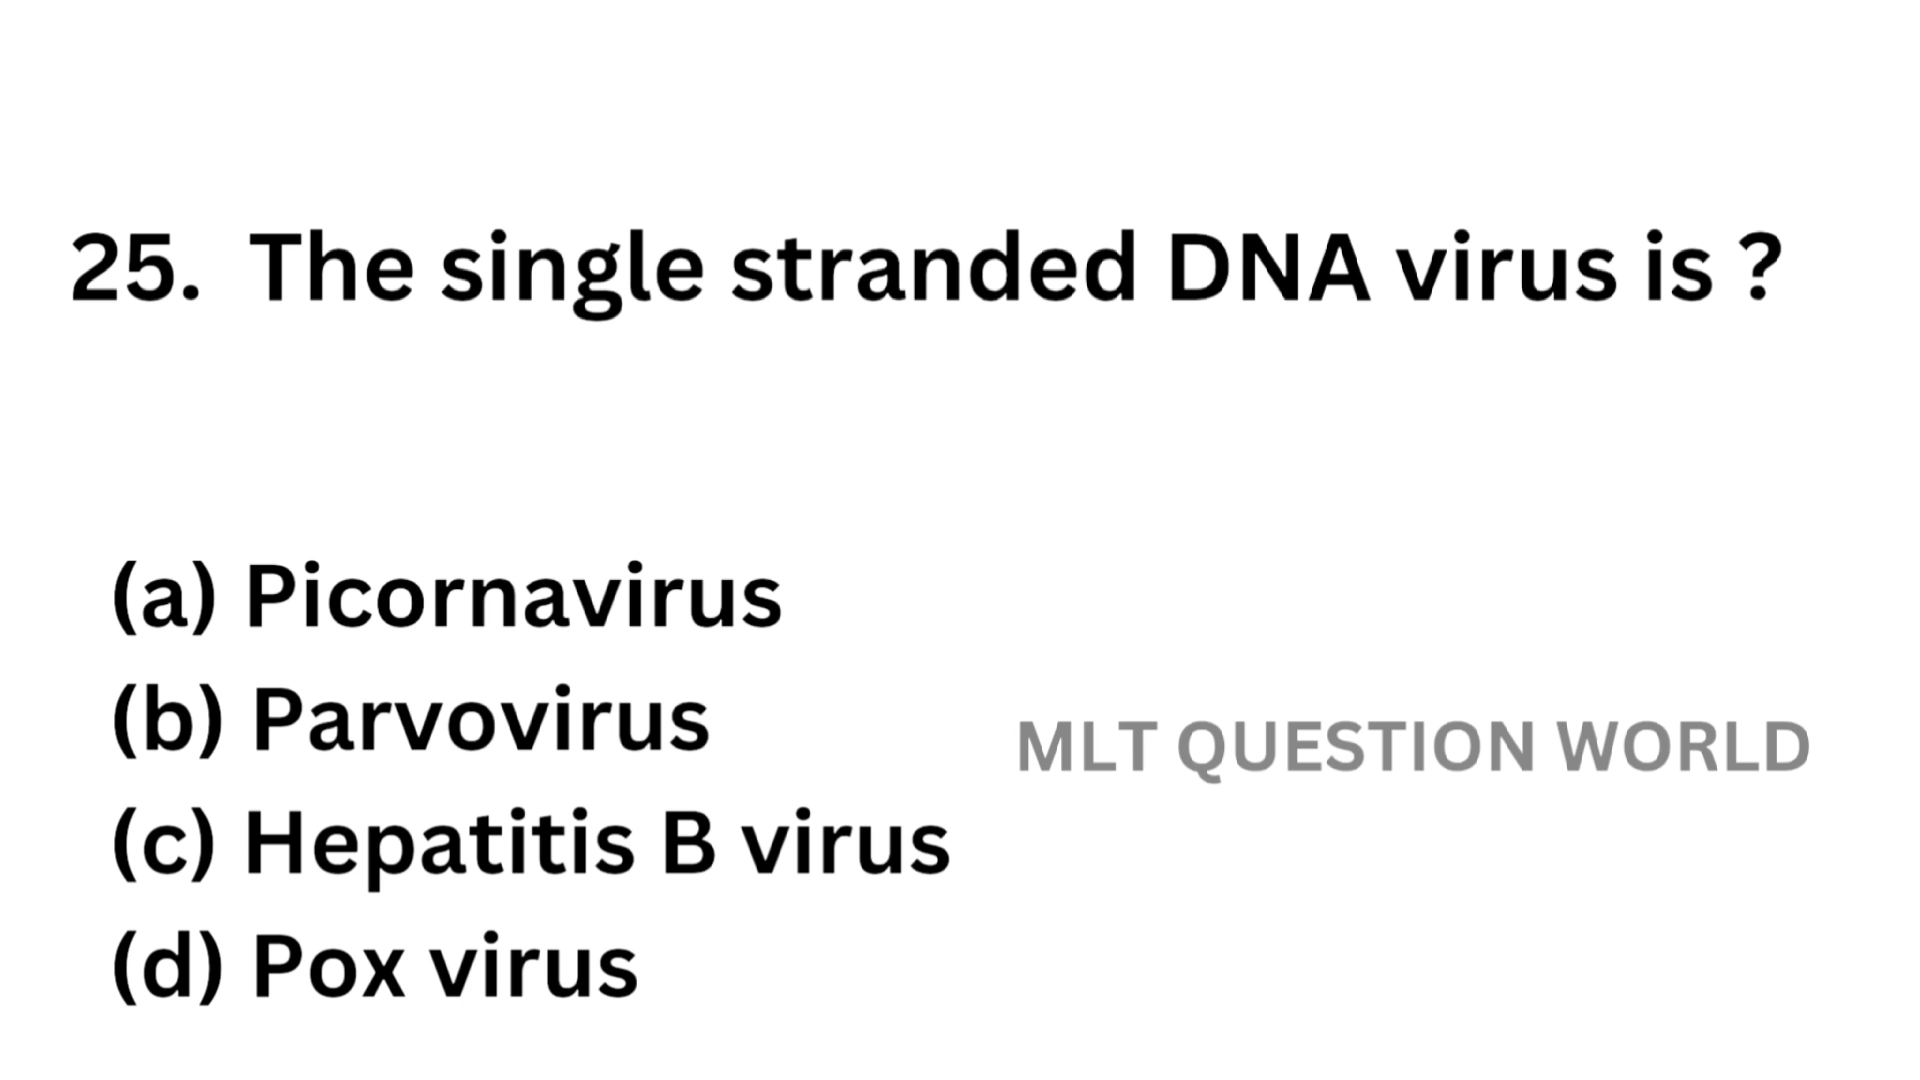 25. The single stranded DNA virus is ?
(a) Picornavirus
(b) Parvovirus
MLT QUESTION WORLD
(c) Hepatitis B virus
(d) Pox virus